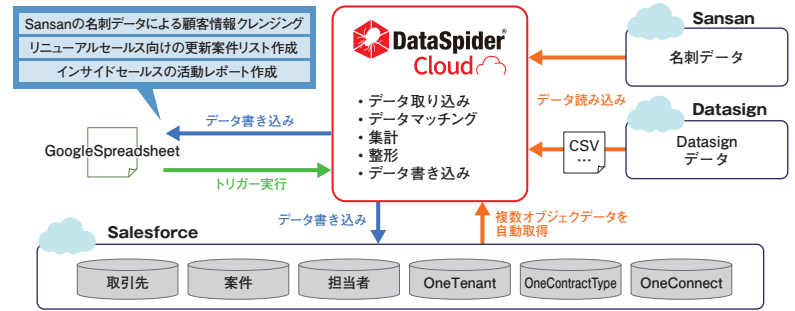 Sansanの名刺データによる顧客情報クレンジング
リニューアルセールス向けの更新案件リスト作成
インサイドセールスの活動レポート作成
GoogleSpreadsheet
データ書き込み
トリガー実行
DataSpider®
Cloud
・データ取り込み
・データマッチング
・集計
・整形
・データ書き込み
Sansan
名刺データ
データ読み込み
Datasign
Datasign
データ
CSV
...
データ書き込み
複数オブジェクデータを
自動取得
Salesforce
取引先
案件
担当者
OneTenant
OneContractType
OneConnect